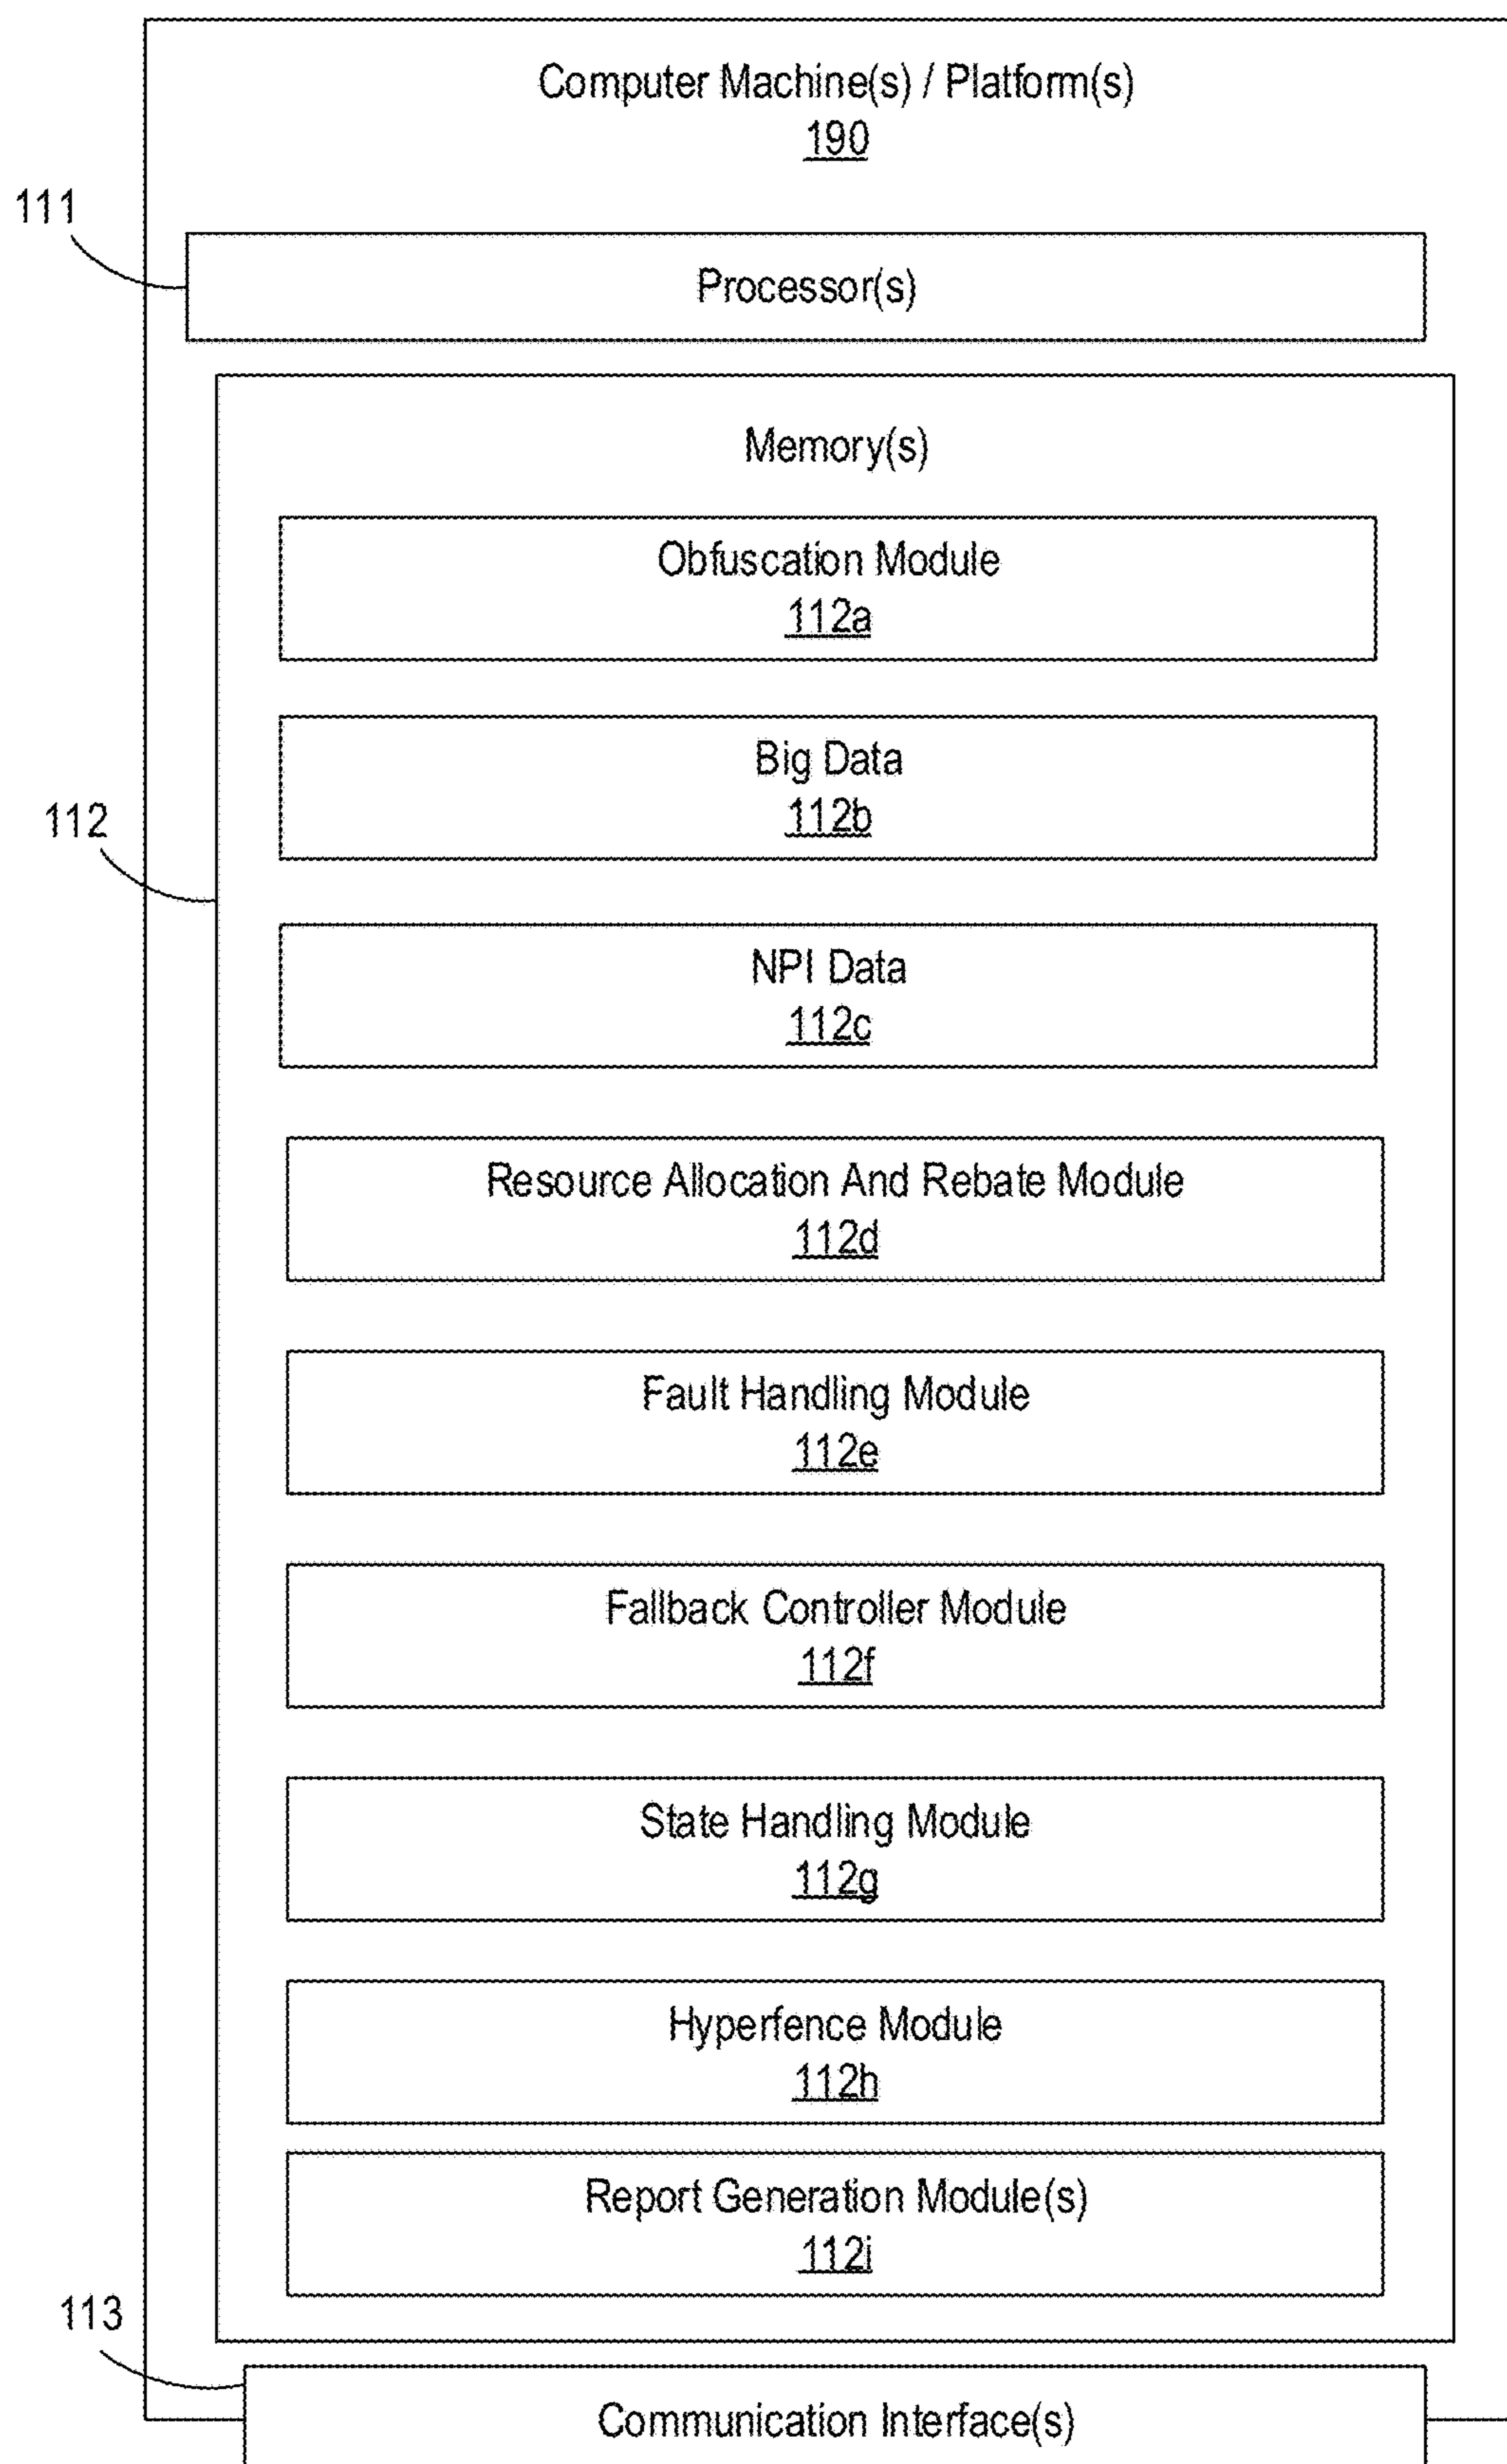 Computer Machine(s) / Platform(s)
190
111
Processor(s)
Memory(s)
Obfuscation Module
112a
Big Data
112b
112
NPI Data
112c
Resource Allocation And Rebate Module
112d
Fault Handling Module
112e
Fallback Controller Module
112f
State Handling Module
112g
Hyperfence Module
112h
Report Generation Module(s)
112i
113
Communication Interface(s)